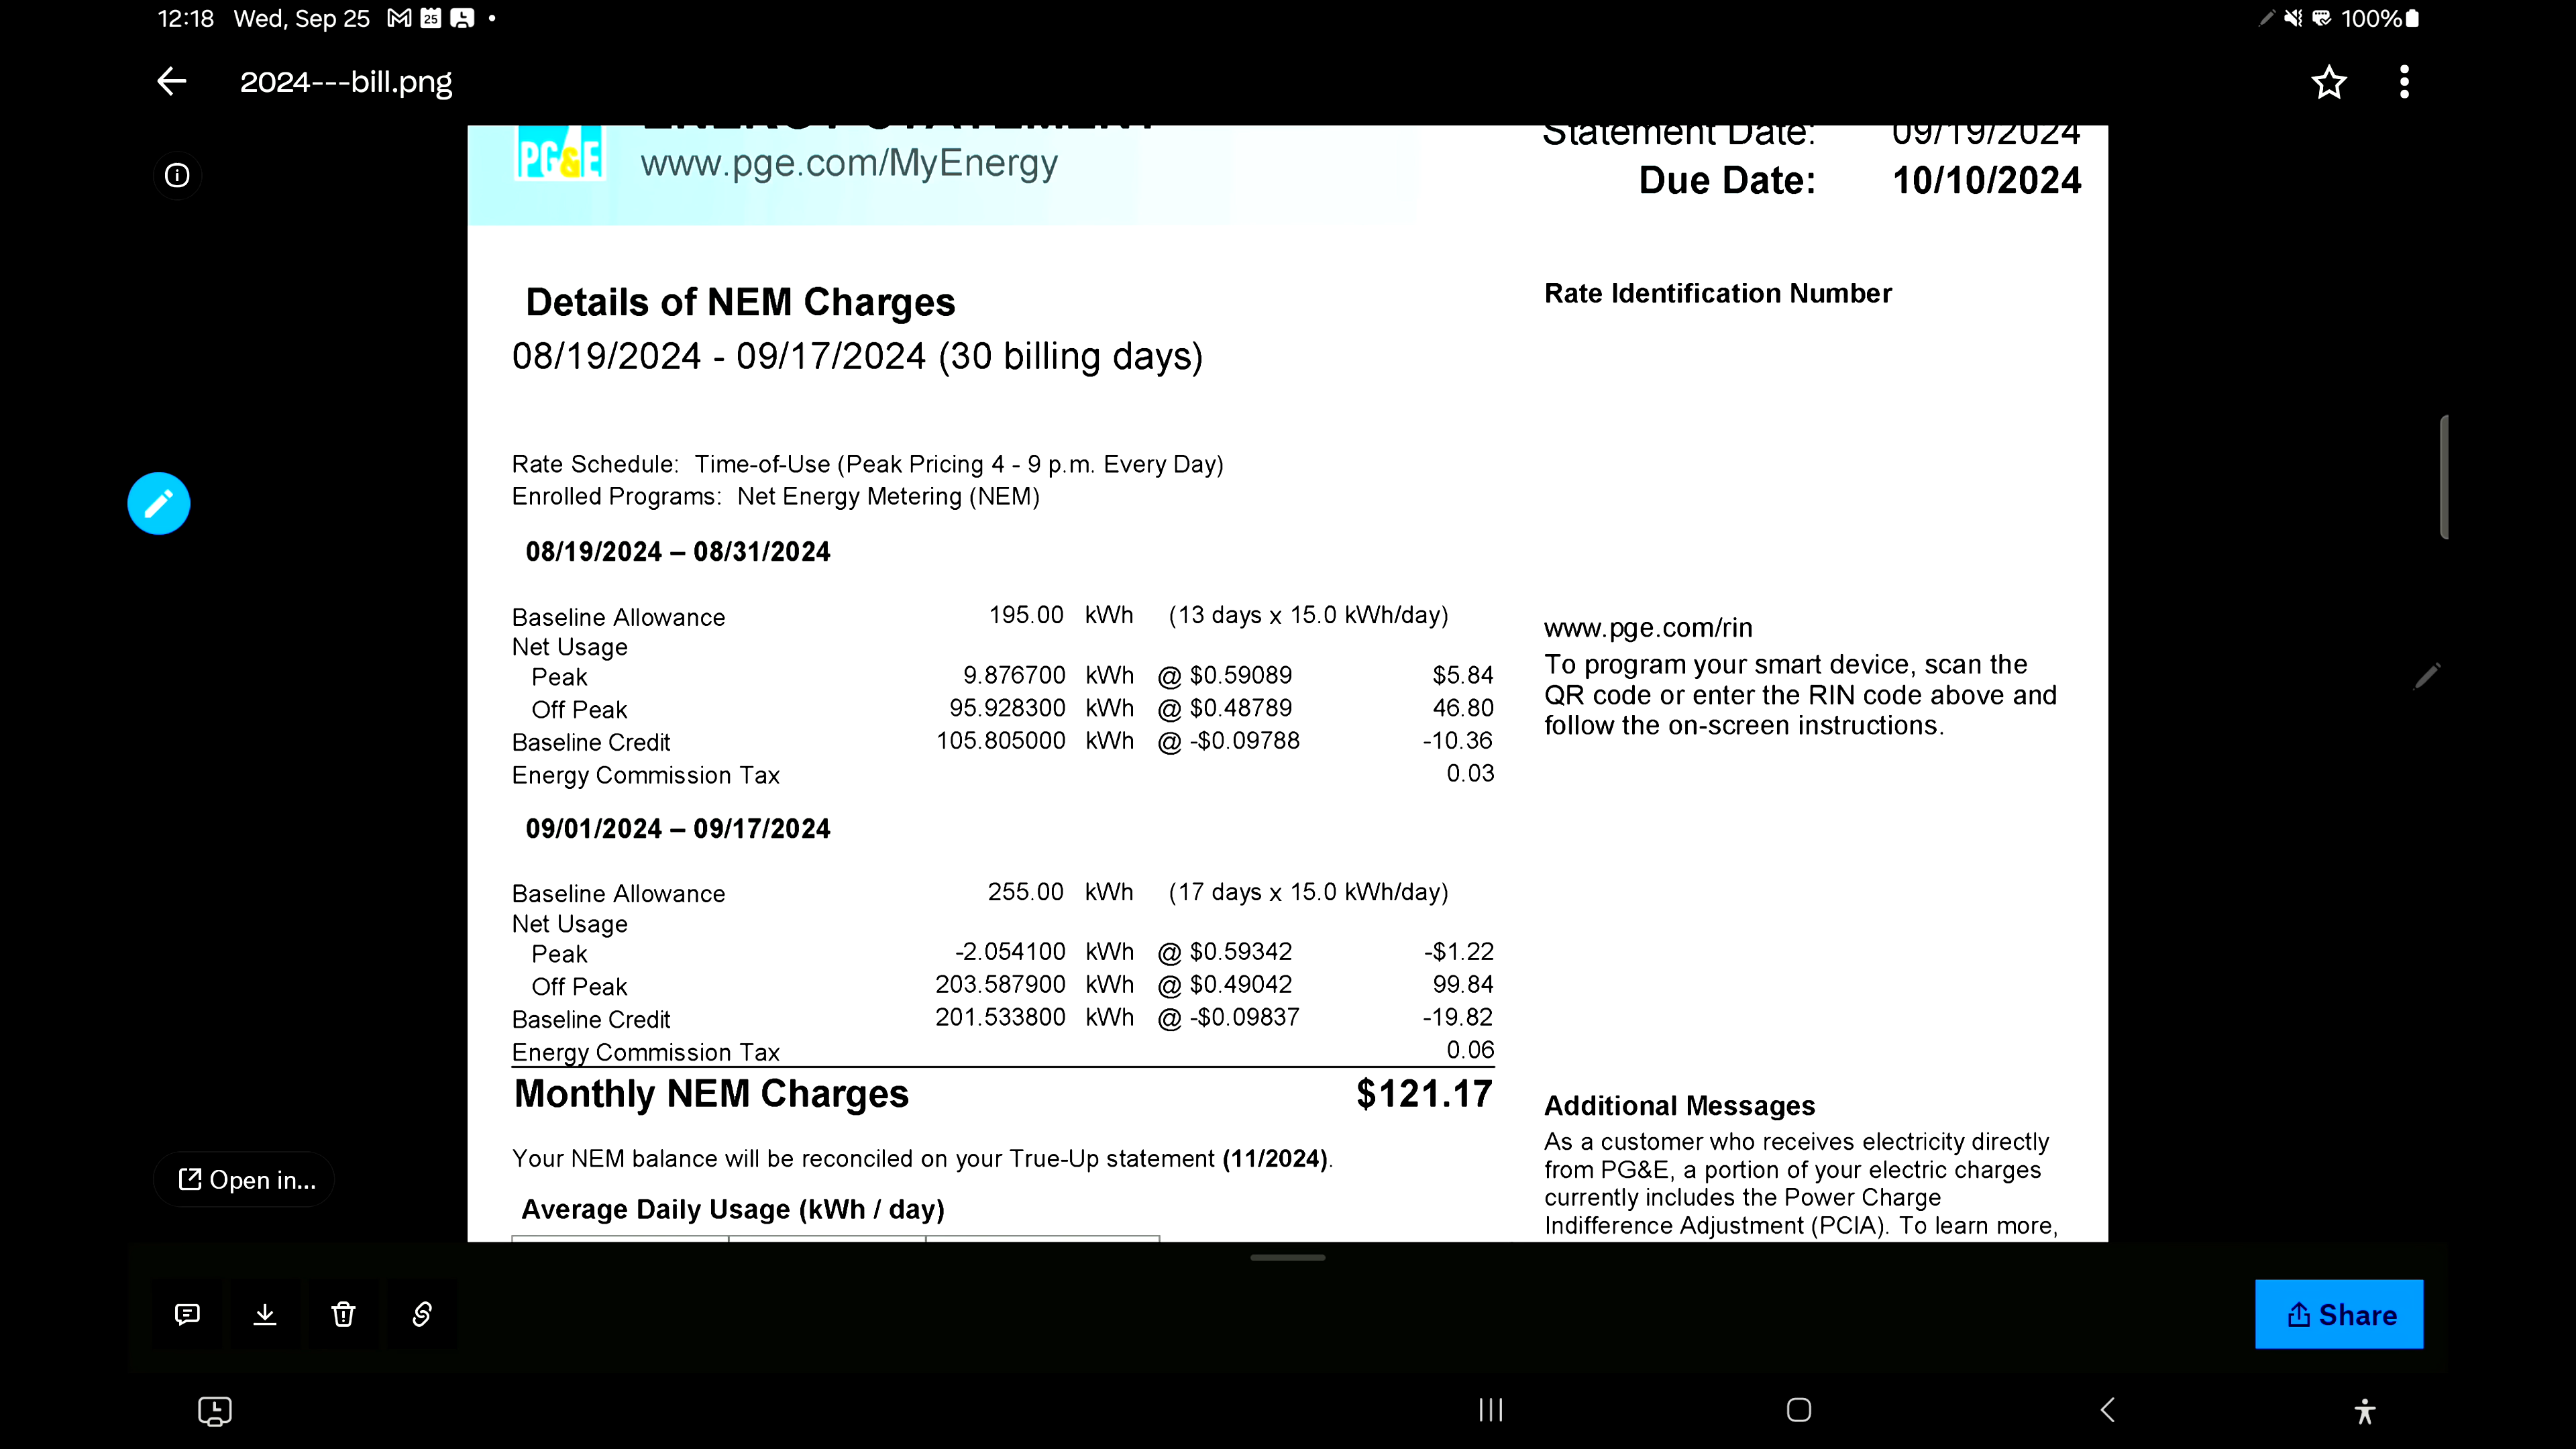 12:18 Wed, Sep 25 25
100%
2024---bill.png
ENERGY STATEMENT
PG&E www.pge.com/MyEnergy
Statement Date: 09/19/2024
Due Date: 10/10/2024
Details of NEM Charges
08/19/2024 - 09/17/2024 (30 billing days)
Rate Identification Number
Rate Schedule: Time-of-Use (Peak Pricing 4 - 9 p.m. Every Day)
Enrolled Programs: Net Energy Metering (NEM)
08/19/2024 – 08/31/2024
Baseline Allowance 195.00 kWh (13 days x 15.0 kWh/day)
Net Usage
Peak 9.876700 kWh @ $0.59089 $5.84
Off Peak 95.928300 kWh @ $0.48789 46.80
Baseline Credit 105.805000 kWh @ -$0.09788 -10.36
Energy Commission Tax 0.03
09/01/2024 – 09/17/2024
Baseline Allowance 255.00 kWh (17 days x 15.0 kWh/day)
Net Usage
Peak -2.054100 kWh @ $0.59342 -$1.22
Off Peak 203.587900 kWh @ $0.49042 99.84
Baseline Credit 201.533800 kWh @ -$0.09837 -19.82
Energy Commission Tax 0.06
Monthly NEM Charges $121.17
Your NEM balance will be reconciled on your True-Up statement (11/2024).
Average Daily Usage (kWh / day)
www.pge.com/rin
To program your smart device, scan the
QR code or enter the RIN code above and
follow the on-screen instructions.
Additional Messages
As a customer who receives electricity directly
from PG&E, a portion of your electric charges
currently includes the Power Charge
Indifference Adjustment (PCIA). To learn more,
Open in...
Share